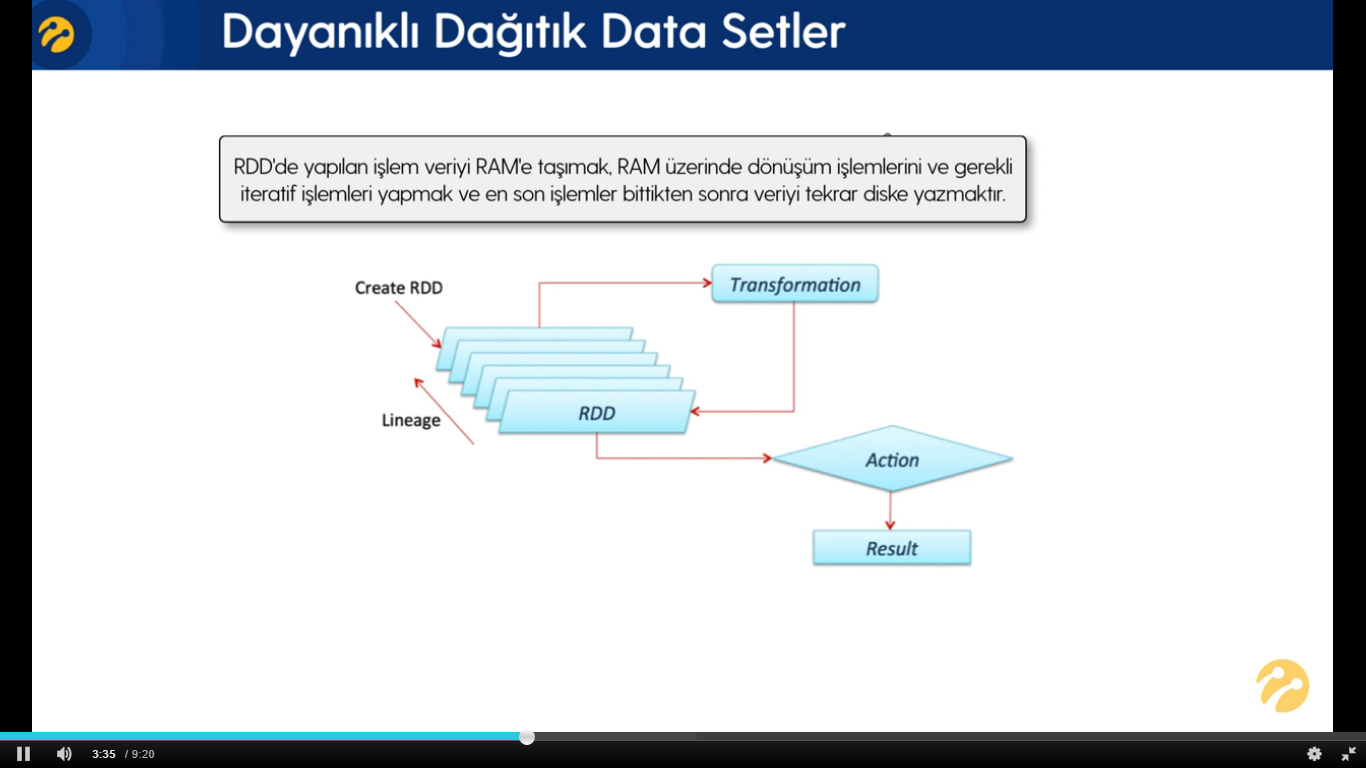 Dayanıklı Dağıtık Data Setler
RDD'de yapılan işlem veriyi RAM'e taşımak, RAM üzerinde dönüşüm işlemlerini ve gerekli
iteratif işlemleri yapmak ve en son işlemler bittikten sonra veriyi tekrar diske yazmaktır.
Create RDD
Transformation
Lineage
RDD
Action
Result
3:35 / 9:20